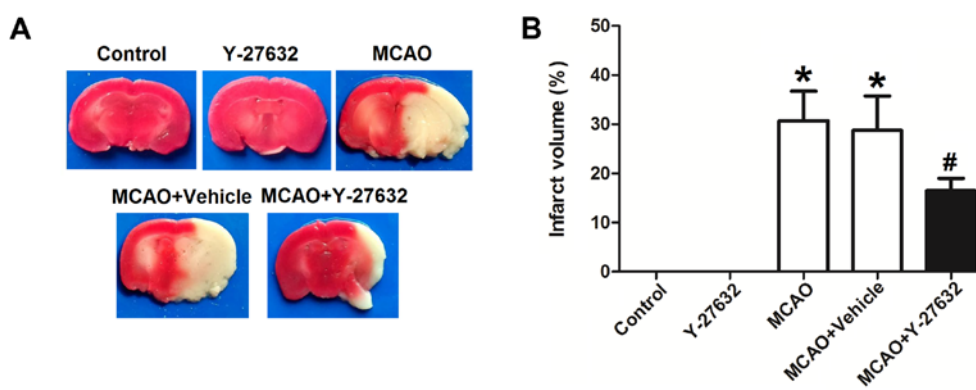 A
Control
Y-27632
MCAO
MCAO+Vehicle
MCAO+Y-27632
B
Infarct volume (%)
50
40
30
20
10
0
*
*
#
Control
Y-27632
MCAO
MCAO+Vehicle
MCAO+Y-27632